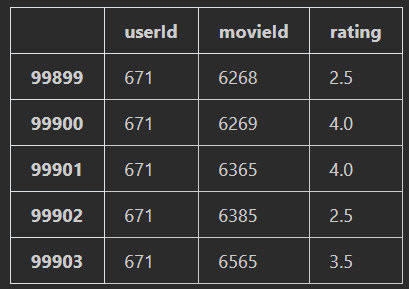 userId movieId rating
99899 671 6268 2.5
99900 671 6269 4.0
99901 671 6365 4.0
99902 671 6385 2.5
99903 671 6565 3.5